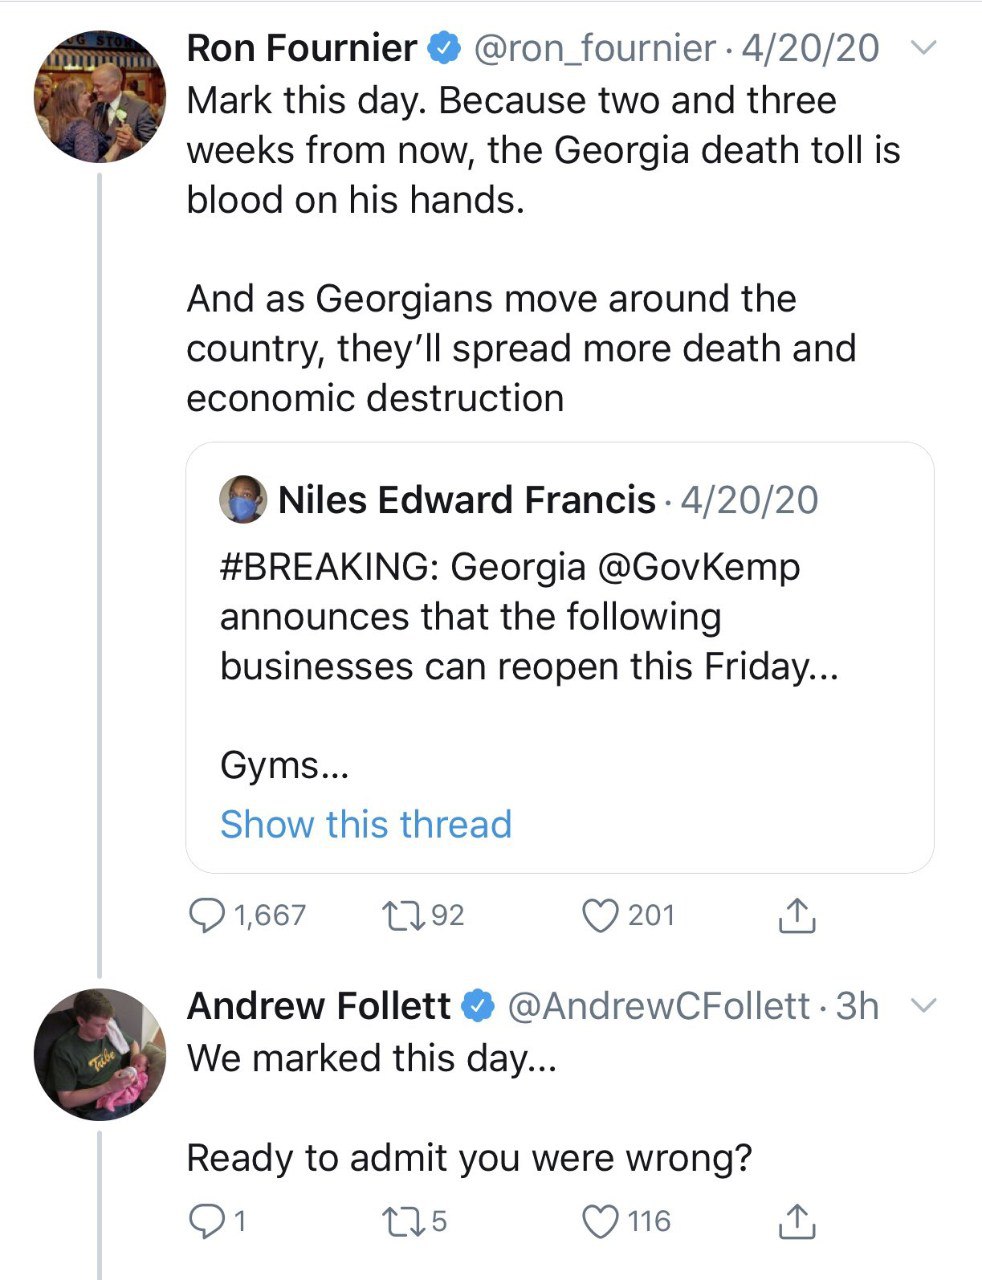 Ron Fournier @ron_fournier · 4/20/20
Mark this day. Because two and three
weeks from now, the Georgia death toll is
blood on his hands.
And as Georgians move around the
country, they’ll spread more death and
economic destruction
Niles Edward Francis · 4/20/20
#BREAKING: Georgia @GovKemp
announces that the following
businesses can reopen this Friday...
Gyms...
Show this thread
1,667 92 201
Andrew Follett @AndrewCFollett · 3h
Tribe
We marked this day...
Ready to admit you were wrong?
1 5 116